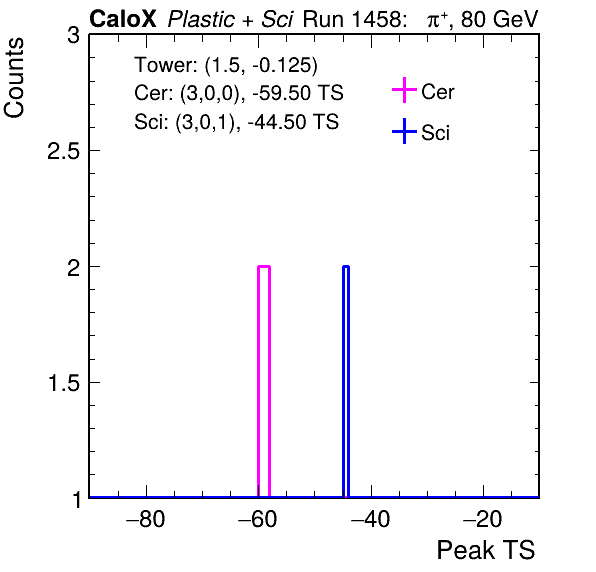 CaloX Plastic + Sci Run 1458: π⁺, 80 GeV
Counts
Tower: (1.5, -0.125)
Cer: (3,0,0), -59.50 TS
Sci: (3,0,1), -44.50 TS
Cer
Sci
3
2.5
2
1.5
1
−80 −60 −40 −20
Peak TS